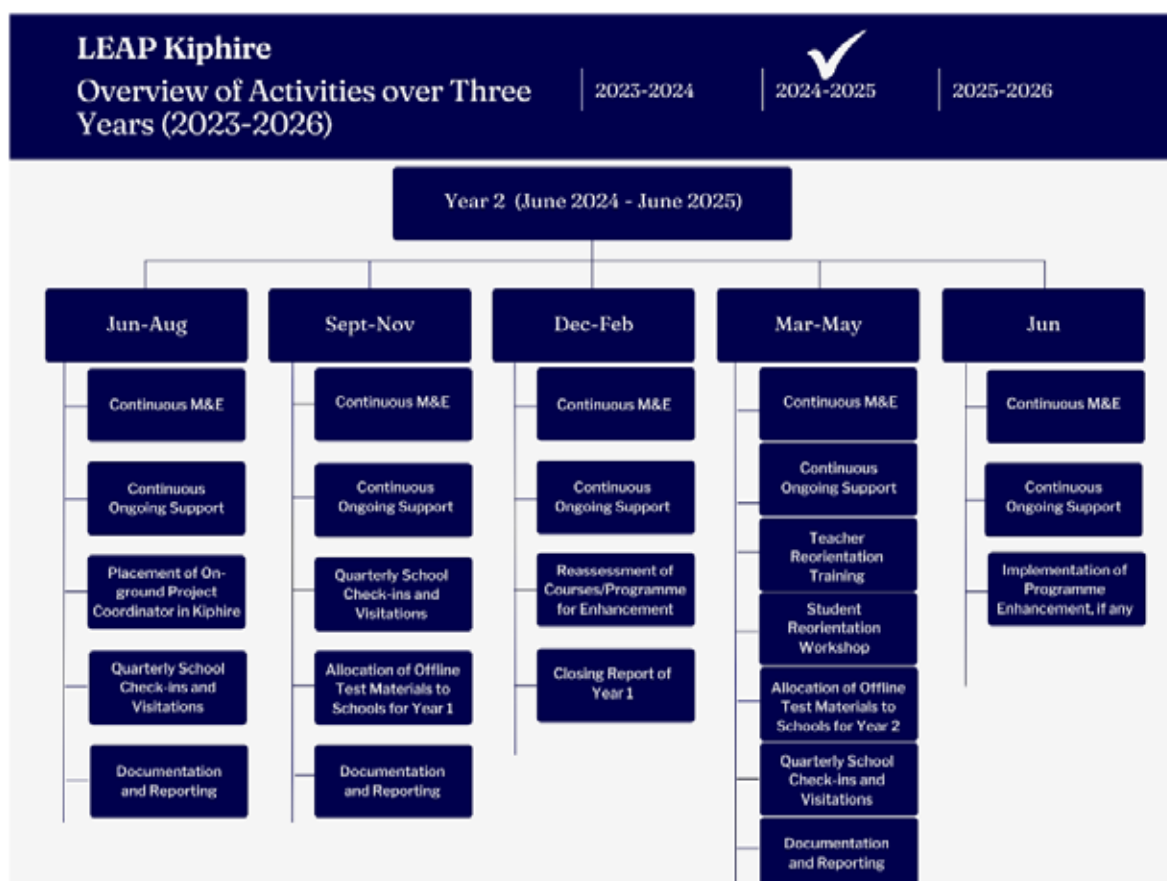 LEAP Kiphire
Overview of Activities over Three
Years (2023-2026)
2023-2024
2024-2025
2025-2026
Year 2 (June 2024 - June 2025)
Jun-Aug
Continuous M&E
Continuous
Ongoing Support
Placement of On-
ground Project
Coordinator in Kiphire
Quarterly School
Check-ins and
Visitations
Documentation
and Reporting
Sept-Nov
Continuous M&E
Continuous
Ongoing Support
Quarterly School
Check-ins and
Visitations
Allocation of Offline
Test Materials to
Schools for Year 1
Documentation
and Reporting
Dec-Feb
Continuous M&E
Continuous
Ongoing Support
Reassessment of
Courses/Programme
for Enhancement
Closing Report of
Year 1
Mar-May
Continuous M&E
Continuous
Ongoing Support
Teacher
Reorientation
Training
Student
Reorientation
Workshop
Allocation of Offline
Test Materials to
Schools for Year 2
Quarterly School
Check-ins and
Visitations
Documentation
and Reporting
Jun
Continuous M&E
Continuous
Ongoing Support
Implementation of
Programme
Enhancement, if any